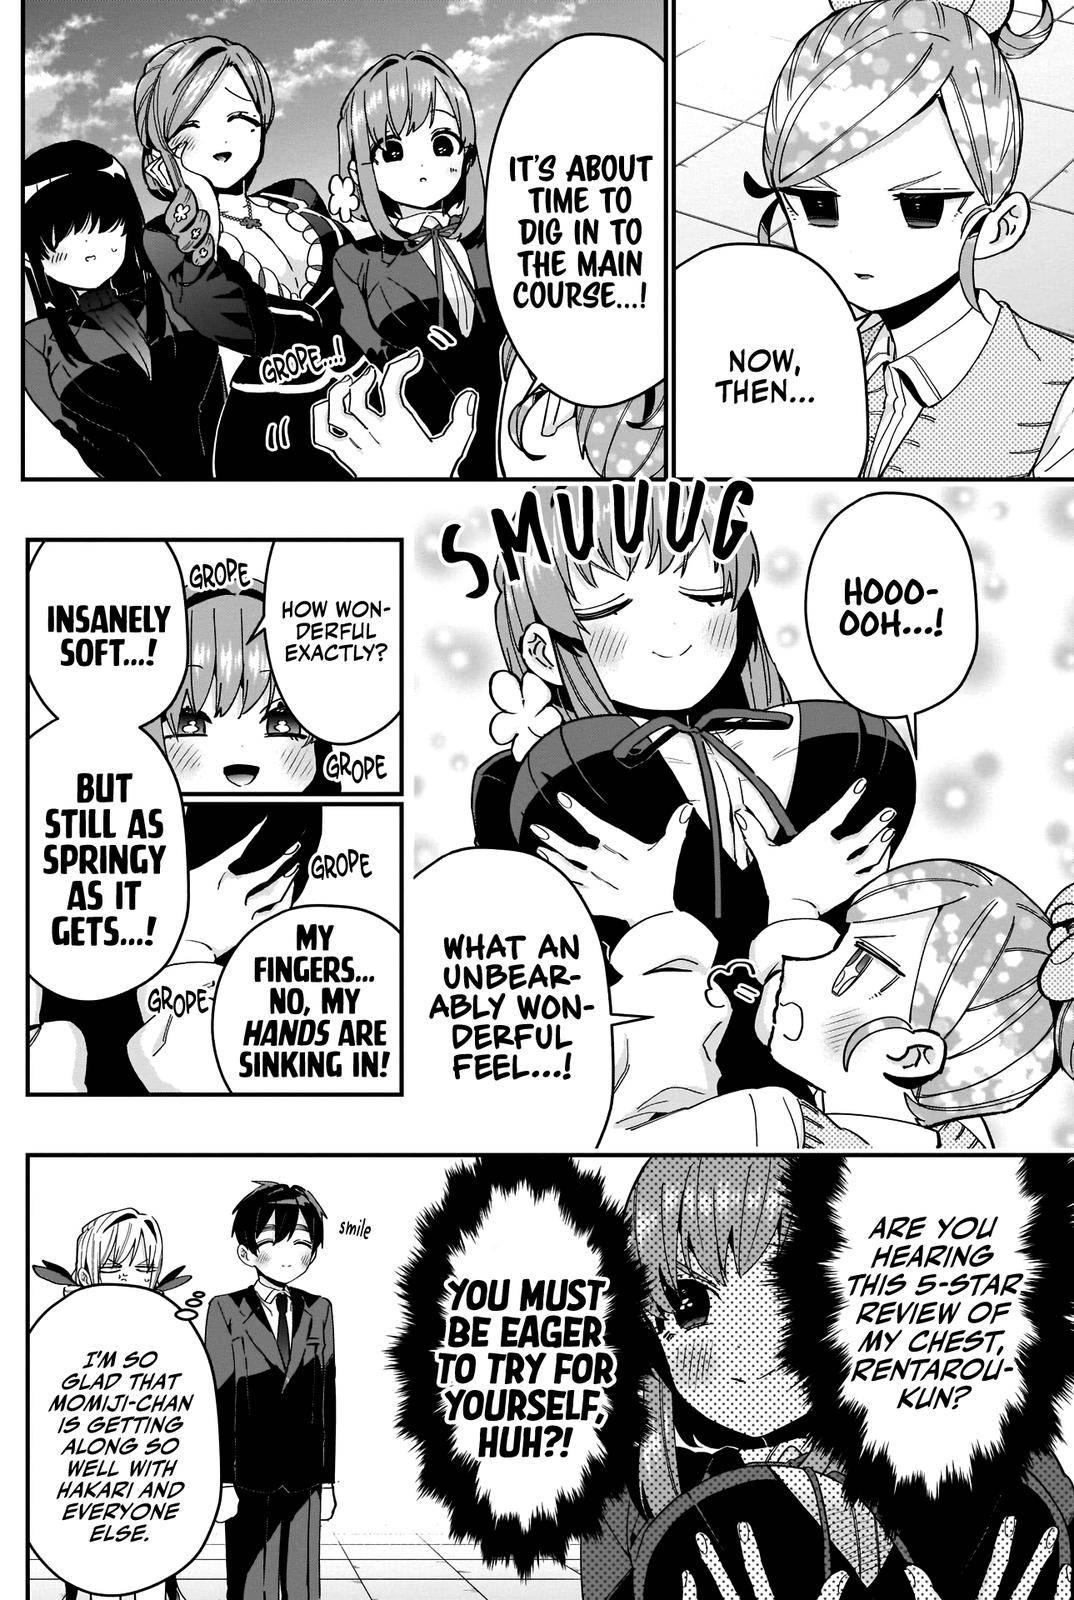 NOW,
THEN...
IT'S ABOUT
TIME TO
DIG IN TO
THE MAIN
COURSE...!
GROPE...!
SMUUUG
HOOO-
OOH...!
WHAT AN
UNBEAR-
ABLY WON-
DERFUL
FEEL...!
HOW WON-
DERFUL
EXACTLY?
GROPE
GROPE
INSANELY
SOFT...!
BUT
STILL AS
SPRINGY
AS IT
GETS...!
GROPE
GROPE
MY
FINGERS...
NO, MY
HANDS ARE
SINKING IN!
ARE YOU
HEARING
THIS 5-STAR
REVIEW OF
MY CHEST,
RENTAROU-
KUN?
YOU MUST
BE EAGER
TO TRY FOR
YOURSELF,
HUH?!
smile
I'M SO
GLAD THAT
MOMIJI-CHAN
IS GETTING
ALONG SO
WELL WITH
HAKARI AND
EVERYONE
ELSE.